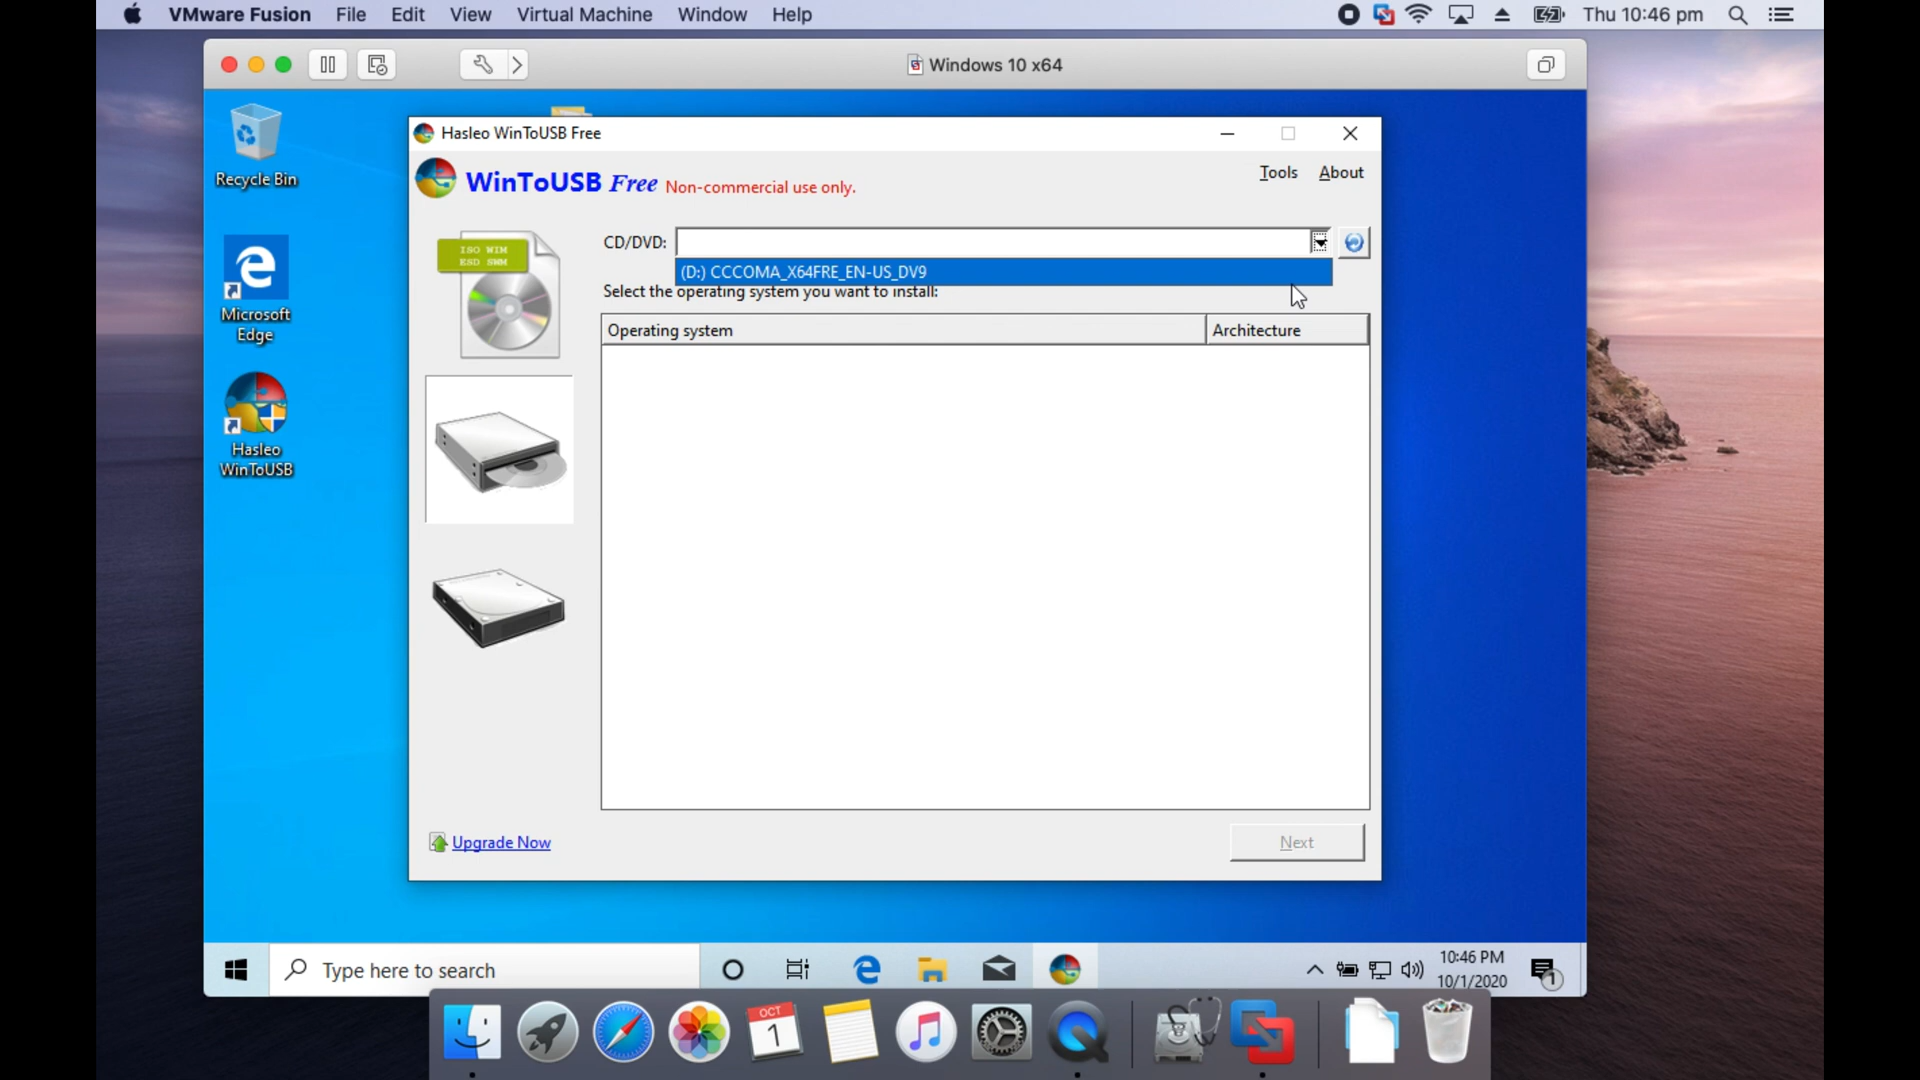 VMware Fusion File Edit View Virtual Machine Window Help Thu 10:46 pm
Windows 10 x64
Recycle Bin
Microsoft
Edge
Hasleo
WinToUSB
Hasleo WinToUSB Free
WinToUSB Free Non-commercial use only.
Tools About
ISO WIM
ESD SWM
CD/DVD:
(D:) CCCOMA_X64FRE_EN-US_DV9
Select the operating system you want to install:
Operating system Architecture
Upgrade Now
Next
Type here to search
10:46 PM
10/1/2020
1
OCT
1